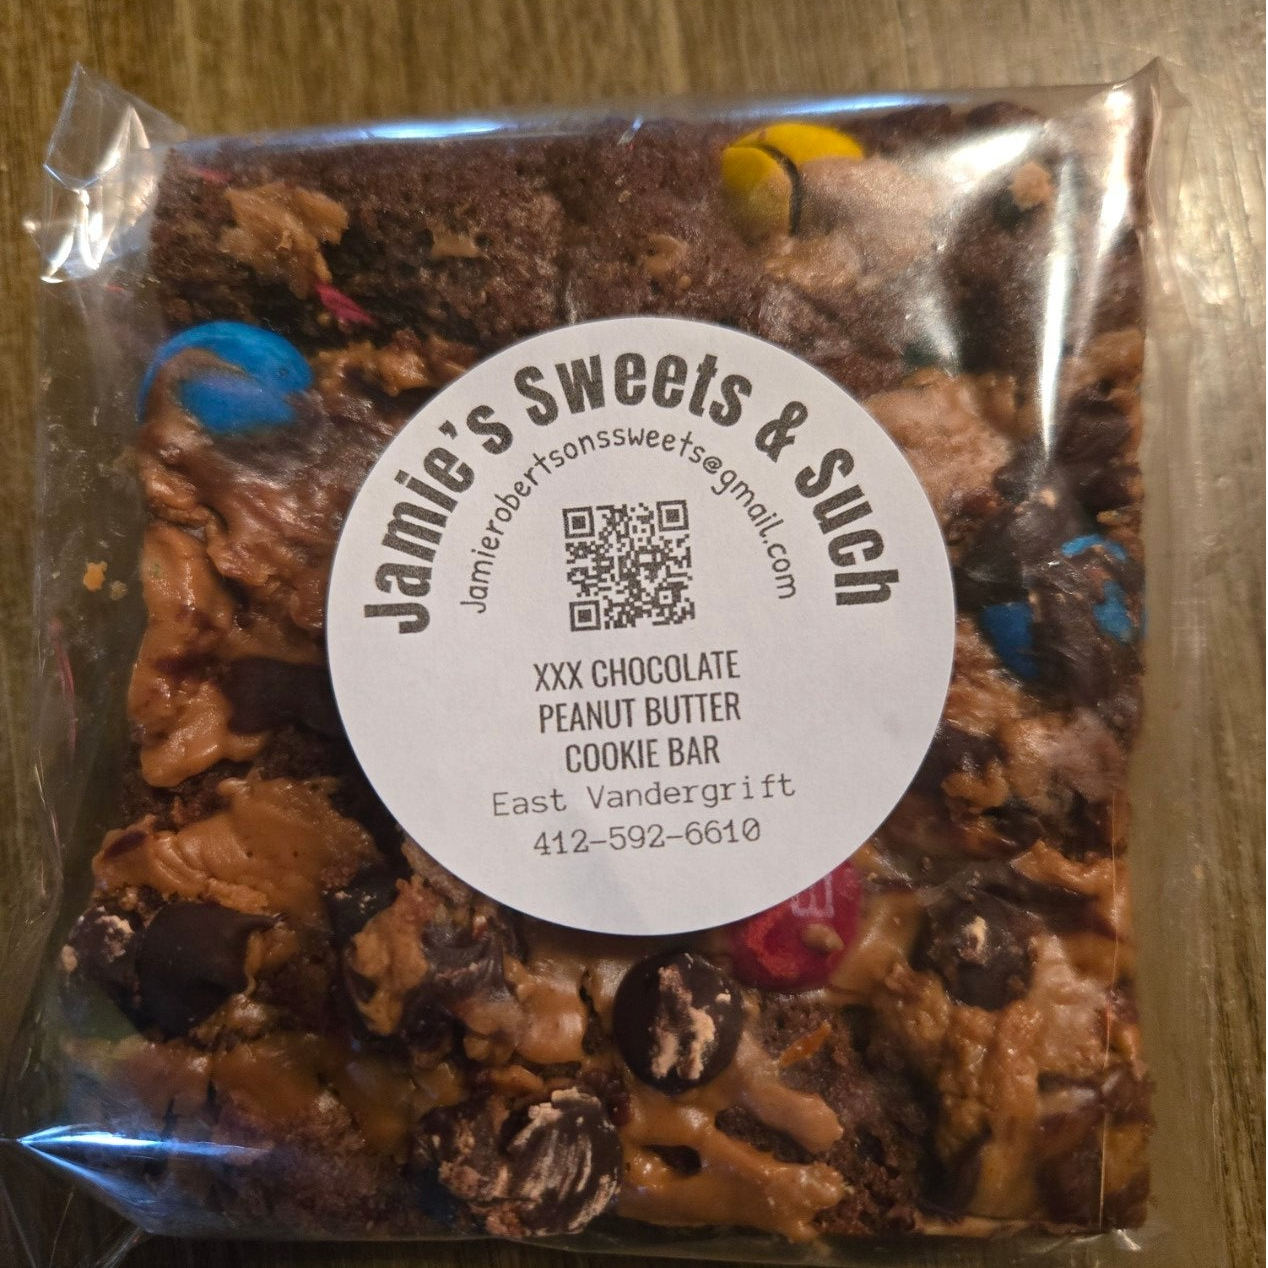 Jamie's Sweets & Such
Jamierobertsonssweets@gmail.com
XXX CHOCOLATE
PEANUT BUTTER
COOKIE BAR
East Vandergrift
412-592-6610
m